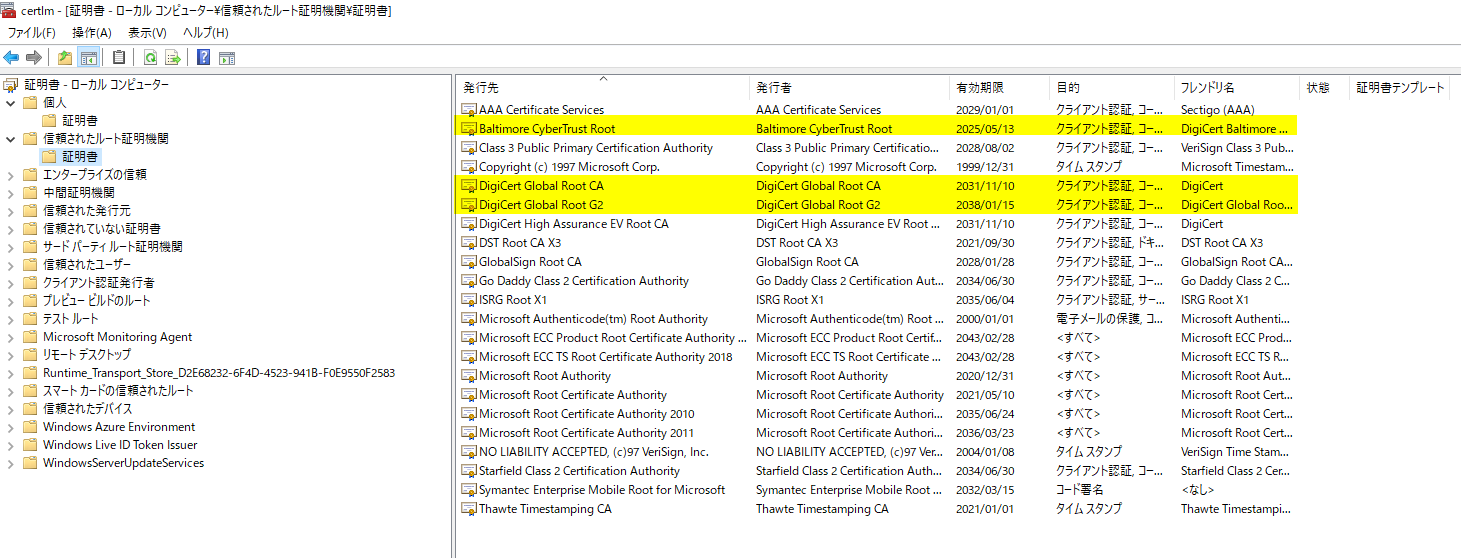 certlm - [証明書 - ローカル コンピューター¥信頼されたルート証明機関¥証明書]
ファイル(F) 操作(A) 表示(V) ヘルプ(H)
証明書 - ローカル コンピューター
個人
証明書
信頼されたルート証明機関
証明書
エンタープライズの信頼
中間証明機関
信頼された発行元
信頼されていない証明書
サード パーティ ルート証明機関
信頼されたユーザー
クライアント認証発行者
プレビュー ビルドのルート
テスト ルート
Microsoft Monitoring Agent
リモート デスクトップ
Runtime_Transport_Store_D2E68232-6F4D-4523-941B-F0E9550F2583
スマート カードの信頼されたルート
信頼されたデバイス
Windows Azure Environment
Windows Live ID Token Issuer
WindowsServerUpdateServices
発行先 発行者 有効期限 目的 フレンドリ名 状態 証明書テンプレート
AAA Certificate Services AAA Certificate Services 2029/01/01 クライアント認証, コー... Sectigo (AAA)
Baltimore CyberTrust Root Baltimore CyberTrust Root 2025/05/13 クライアント認証, コー... DigiCert Baltimore ...
Class 3 Public Primary Certification Authority Class 3 Public Primary Certificatio... 2028/08/02 クライアント認証, コー... VeriSign Class 3 Pub...
Copyright (c) 1997 Microsoft Corp. Copyright (c) 1997 Microsoft Corp. 1999/12/31 タイム スタンプ Microsoft Timestam...
DigiCert Global Root CA DigiCert Global Root CA 2031/11/10 クライアント認証, コー... DigiCert
DigiCert Global Root G2 DigiCert Global Root G2 2038/01/15 クライアント認証, コー... DigiCert Global Roo...
DigiCert High Assurance EV Root CA DigiCert High Assurance EV Root ... 2031/11/10 クライアント認証, コー... DigiCert
DST Root CA X3 DST Root CA X3 2021/09/30 クライアント認証, ドキ... DST Root CA X3
GlobalSign Root CA GlobalSign Root CA 2028/01/28 クライアント認証, コー... GlobalSign Root CA...
Go Daddy Class 2 Certification Authority Go Daddy Class 2 Certification Aut... 2034/06/30 クライアント認証, コー... Go Daddy Class 2 C...
ISRG Root X1 ISRG Root X1 2035/06/04 クライアント認証, サー... ISRG Root X1
Microsoft Authenticode(tm) Root Authority Microsoft Authenticode(tm) Root ... 2000/01/01 電子メールの保護, コ... Microsoft Authenti...
Microsoft ECC Product Root Certificate Authority ... Microsoft ECC Product Root Certif... 2043/02/28 <すべて> Microsoft ECC Prod...
Microsoft ECC TS Root Certificate Authority 2018 Microsoft ECC TS Root Certificate ... 2043/02/28 <すべて> Microsoft ECC TS R...
Microsoft Root Authority Microsoft Root Authority 2020/12/31 <すべて> Microsoft Root Aut...
Microsoft Root Certificate Authority Microsoft Root Certificate Authority 2021/05/10 <すべて> Microsoft Root Cert...
Microsoft Root Certificate Authority 2010 Microsoft Root Certificate Authori... 2035/06/24 <すべて> Microsoft Root Cert...
Microsoft Root Certificate Authority 2011 Microsoft Root Certificate Authori... 2036/03/23 <すべて> Microsoft Root Cert...
NO LIABILITY ACCEPTED, (c)97 VeriSign, Inc. NO LIABILITY ACCEPTED, (c)97 Ver... 2004/01/08 タイム スタンプ VeriSign Time Stam...
Starfield Class 2 Certification Authority Starfield Class 2 Certification Auth... 2034/06/30 クライアント認証, コー... Starfield Class 2 Cer...
Symantec Enterprise Mobile Root for Microsoft Symantec Enterprise Mobile Root ... 2032/03/15 コード署名 <なし>
Thawte Timestamping CA Thawte Timestamping CA 2021/01/01 タイム スタンプ Thawte Timestampi...